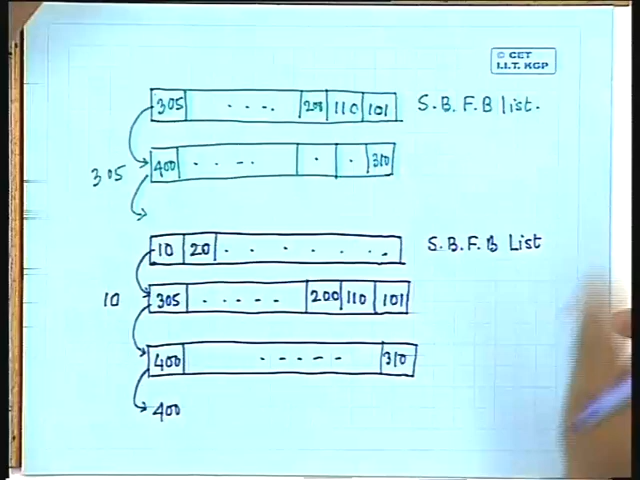 © CET
I.I.T. KGP
305 . . . . 208 110 101 S.B.F.B list.
305 400 . . . . . . 310
10 20 . . . . . . . S.B.F.B List
10 305 . . . . . 200 110 101
400 . . . . . 310
400